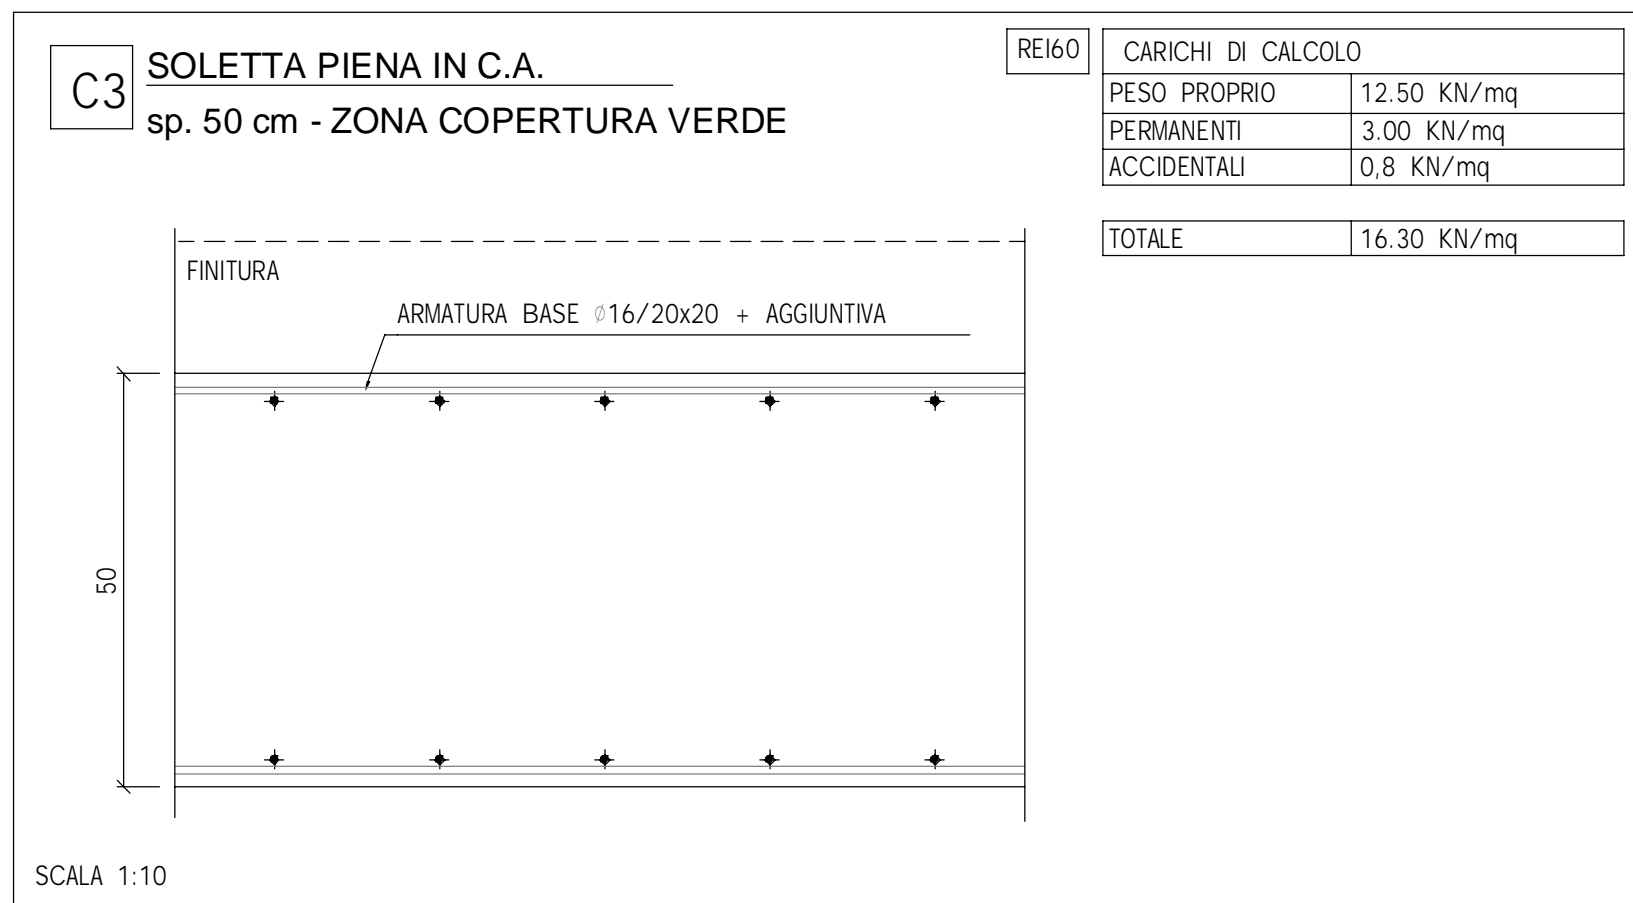 C3
SOLETTA PIENA IN C.A.
sp. 50 cm - ZONA COPERTURA VERDE
REI60
CARICHI DI CALCOLO
PESO PROPRIO 12.50 KN/mq
PERMANENTI 3.00 KN/mq
ACCIDENTALI 0,8 KN/mq
TOTALE 16.30 KN/mq
FINITURA
ARMATURA BASE ∅16/20x20 + AGGIUNTIVA
50
SCALA 1:10